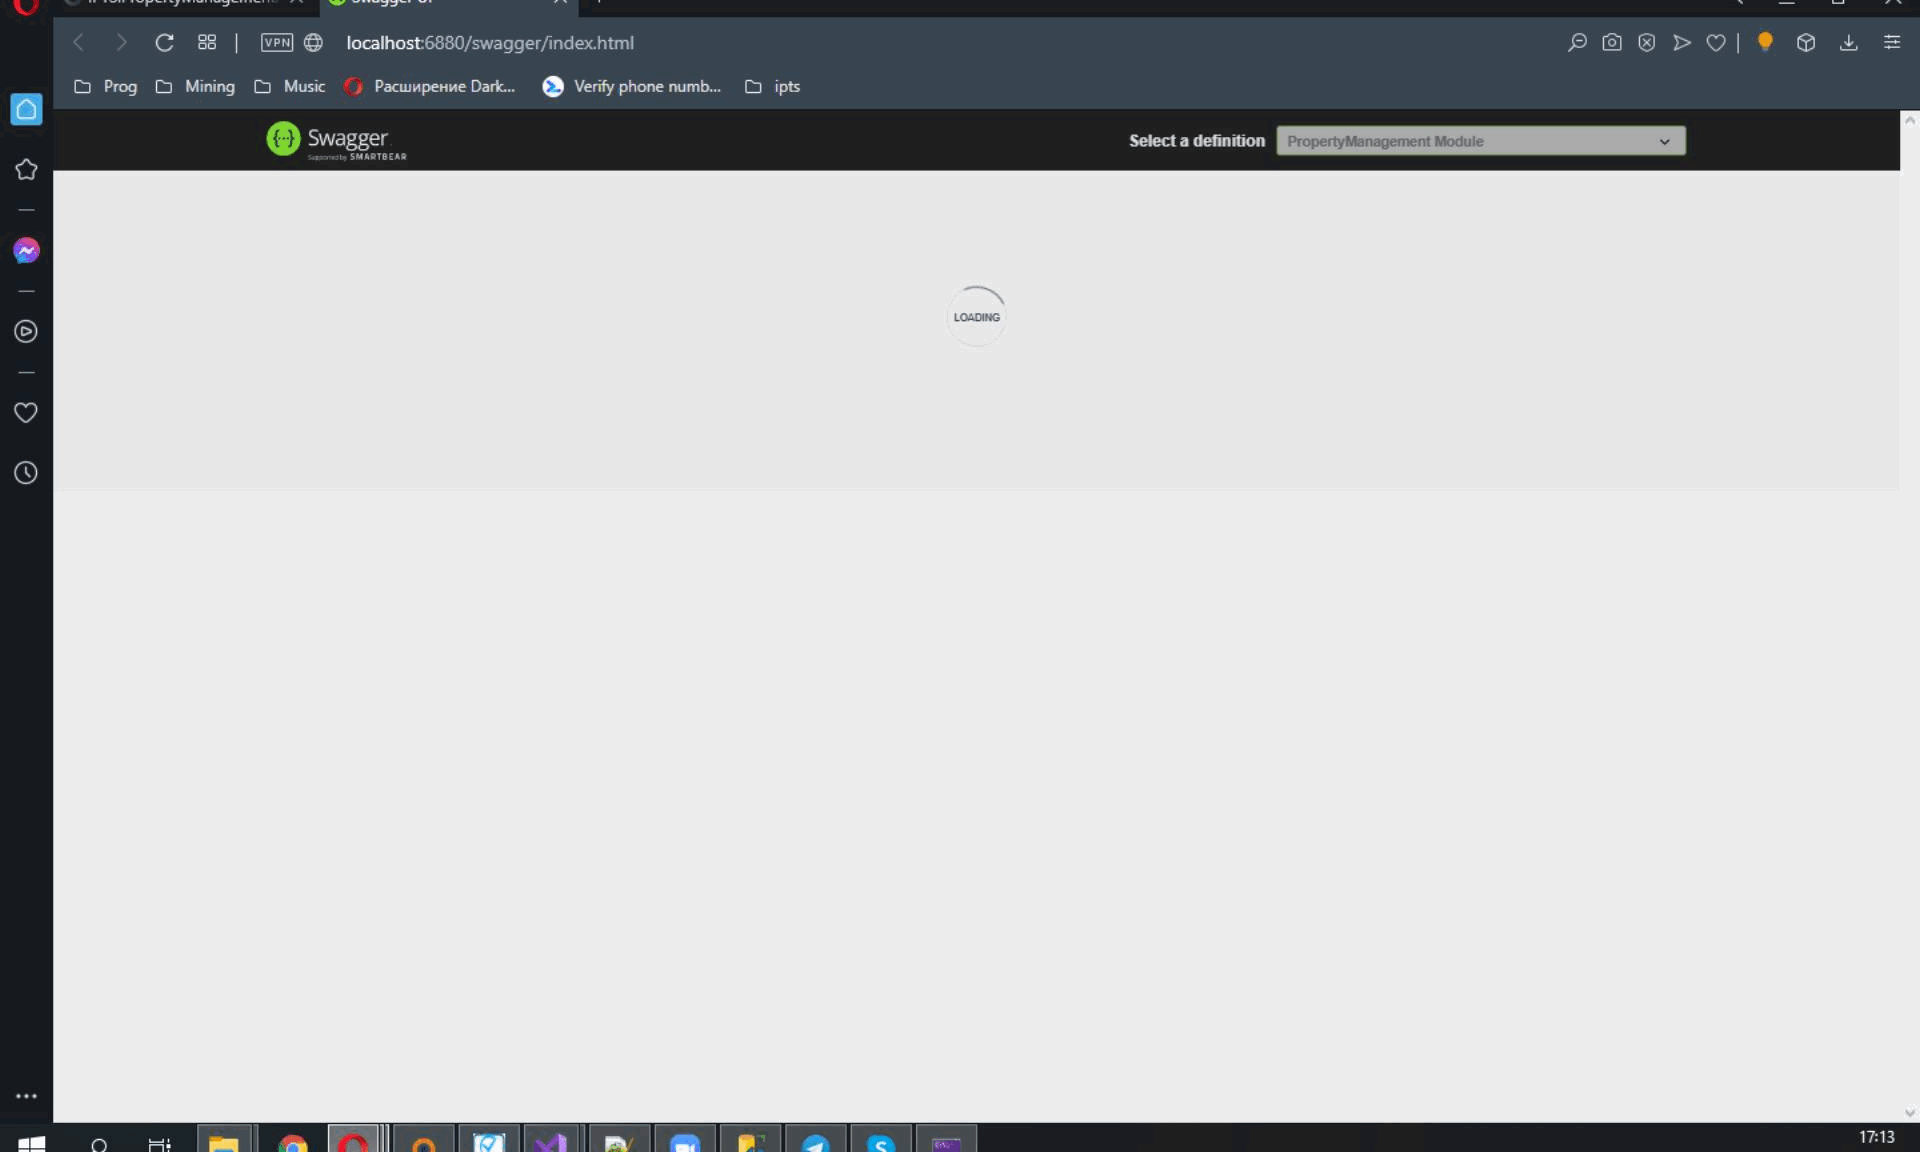 VPN
localhost:6880/swagger/index.html
Prog
Mining
Music
Расширение Dark...
Verify phone numb...
ipts
Swagger
Supported by SMARTBEAR
Select a definition
PropertyManagement Module
LOADING
17:13